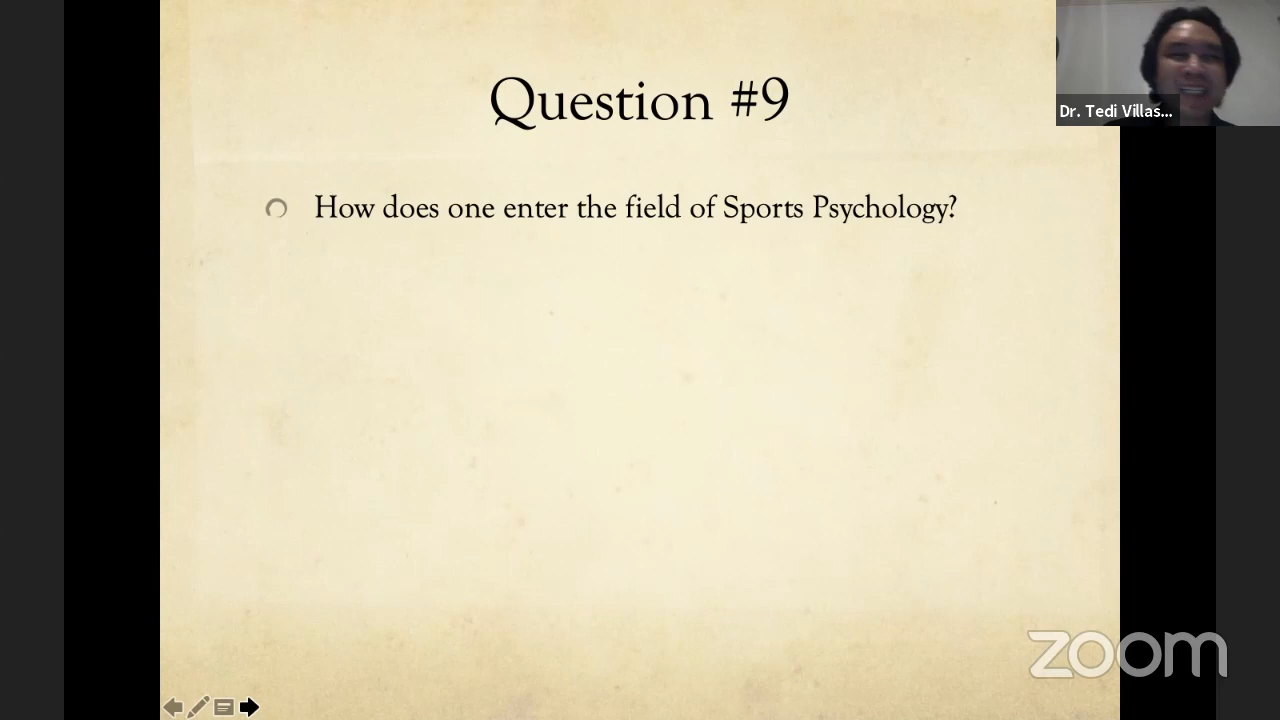 Question #9
Dr. Tedi Villas...
How does one enter the field of Sports Psychology?
zoom